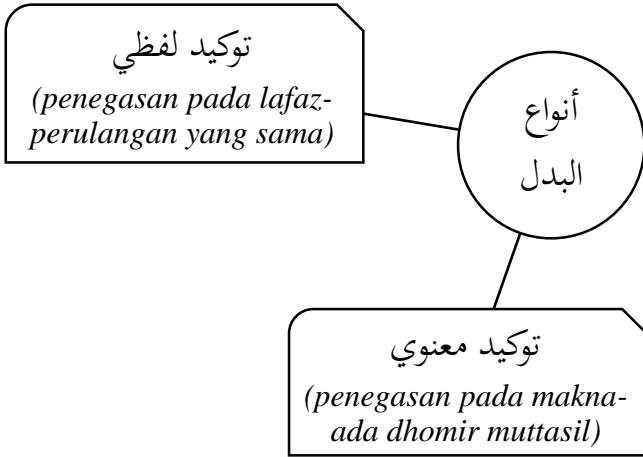 توكيد لفظي
(penegasan pada lafaz-
perulangan yang sama)
أنواع
البدل
توكيد معنوي
(penegasan pada makna-
ada dhomir muttasil)